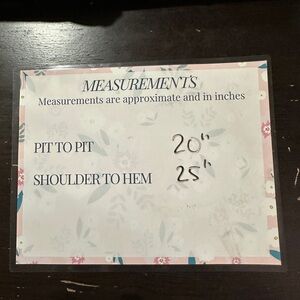 MEASUREMENTS
Measurements are approximate and in inches
PIT TO PIT 20"
SHOULDER TO HEM 25"